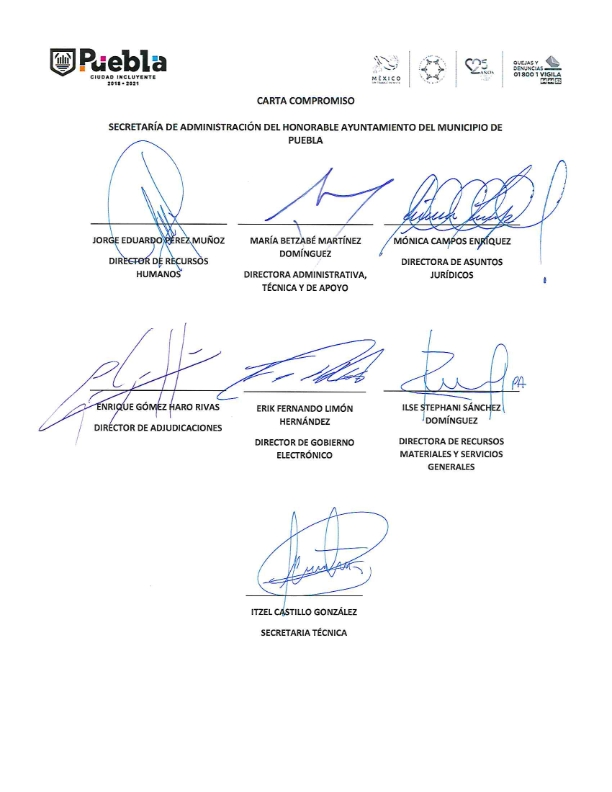 Puebla
CIUDAD INCLUYENTE
2018 • 2021
MÉXICO
25
AÑOS
QUEJAS Y
DENUNCIAS
01 800 1 VIGILA
CARTA COMPROMISO
SECRETARÍA DE ADMINISTRACIÓN DEL HONORABLE AYUNTAMIENTO DEL MUNICIPIO DE
PUEBLA
JORGE EDUARDO PÉREZ MUÑOZ
DIRECTOR DE RECURSOS
HUMANOS
MARÍA BETZABÉ MARTÍNEZ
DOMÍNGUEZ
DIRECTORA ADMINISTRATIVA,
TÉCNICA Y DE APOYO
MÓNICA CAMPOS ENRÍQUEZ
DIRECTORA DE ASUNTOS
JURÍDICOS
ENRIQUE GÓMEZ HARO RIVAS
DIRECTOR DE ADJUDICACIONES
ERIK FERNANDO LIMÓN
HERNÁNDEZ
DIRECTOR DE GOBIERNO
ELECTRÓNICO
PA
ILSE STEPHANI SÁNCHEZ
DOMÍNGUEZ
DIRECTORA DE RECURSOS
MATERIALES Y SERVICIOS
GENERALES
ITZEL CASTILLO GONZÁLEZ
SECRETARIA TÉCNICA